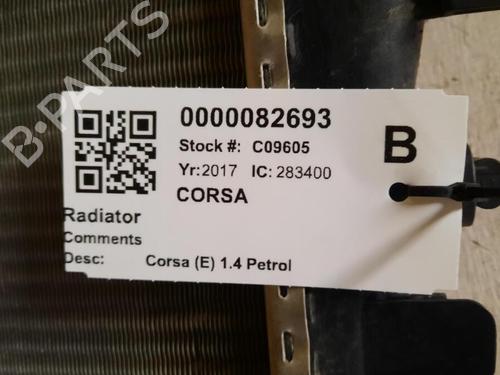 B-PARTS
0000082693
Stock #: C09605
B
Yr:2017 IC: 283400
CORSA
Radiator
Comments
Desc: Corsa (E) 1.4 Petrol